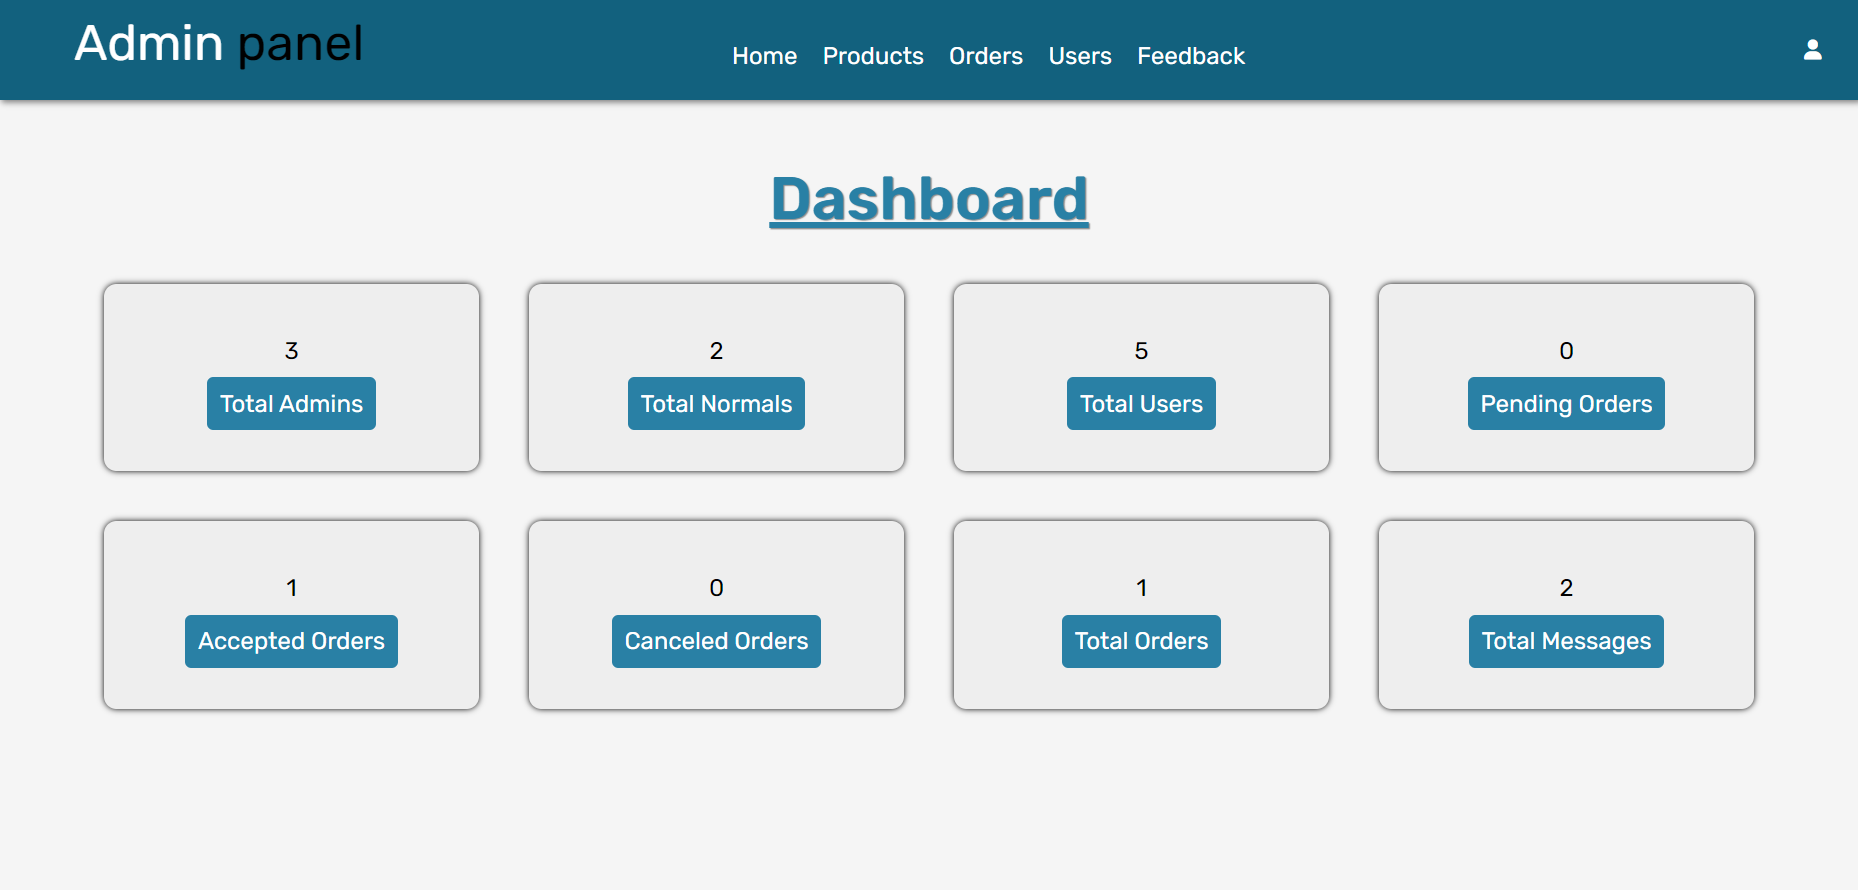 Admin panel
Home Products Orders Users Feedback
Dashboard
3
Total Admins
2
Total Normals
5
Total Users
0
Pending Orders
1
Accepted Orders
0
Canceled Orders
1
Total Orders
2
Total Messages